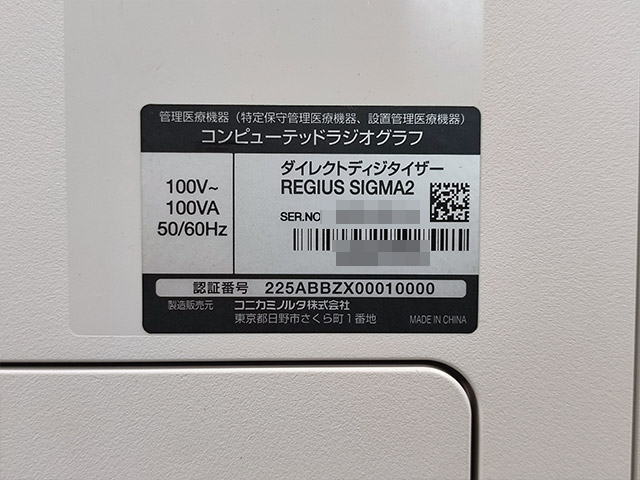 管理医療機器（特定保守管理医療機器、設置管理医療機器）
コンピューテッドラジオグラフ
100V~
100VA
50/60Hz
ダイレクトディジタイザー
REGIUS SIGMA2
SER.NO
認証番号 225ABBZX00010000
製造販売元 コニカミノルタ株式会社
東京都日野市さくら町1番地
MADE IN CHINA